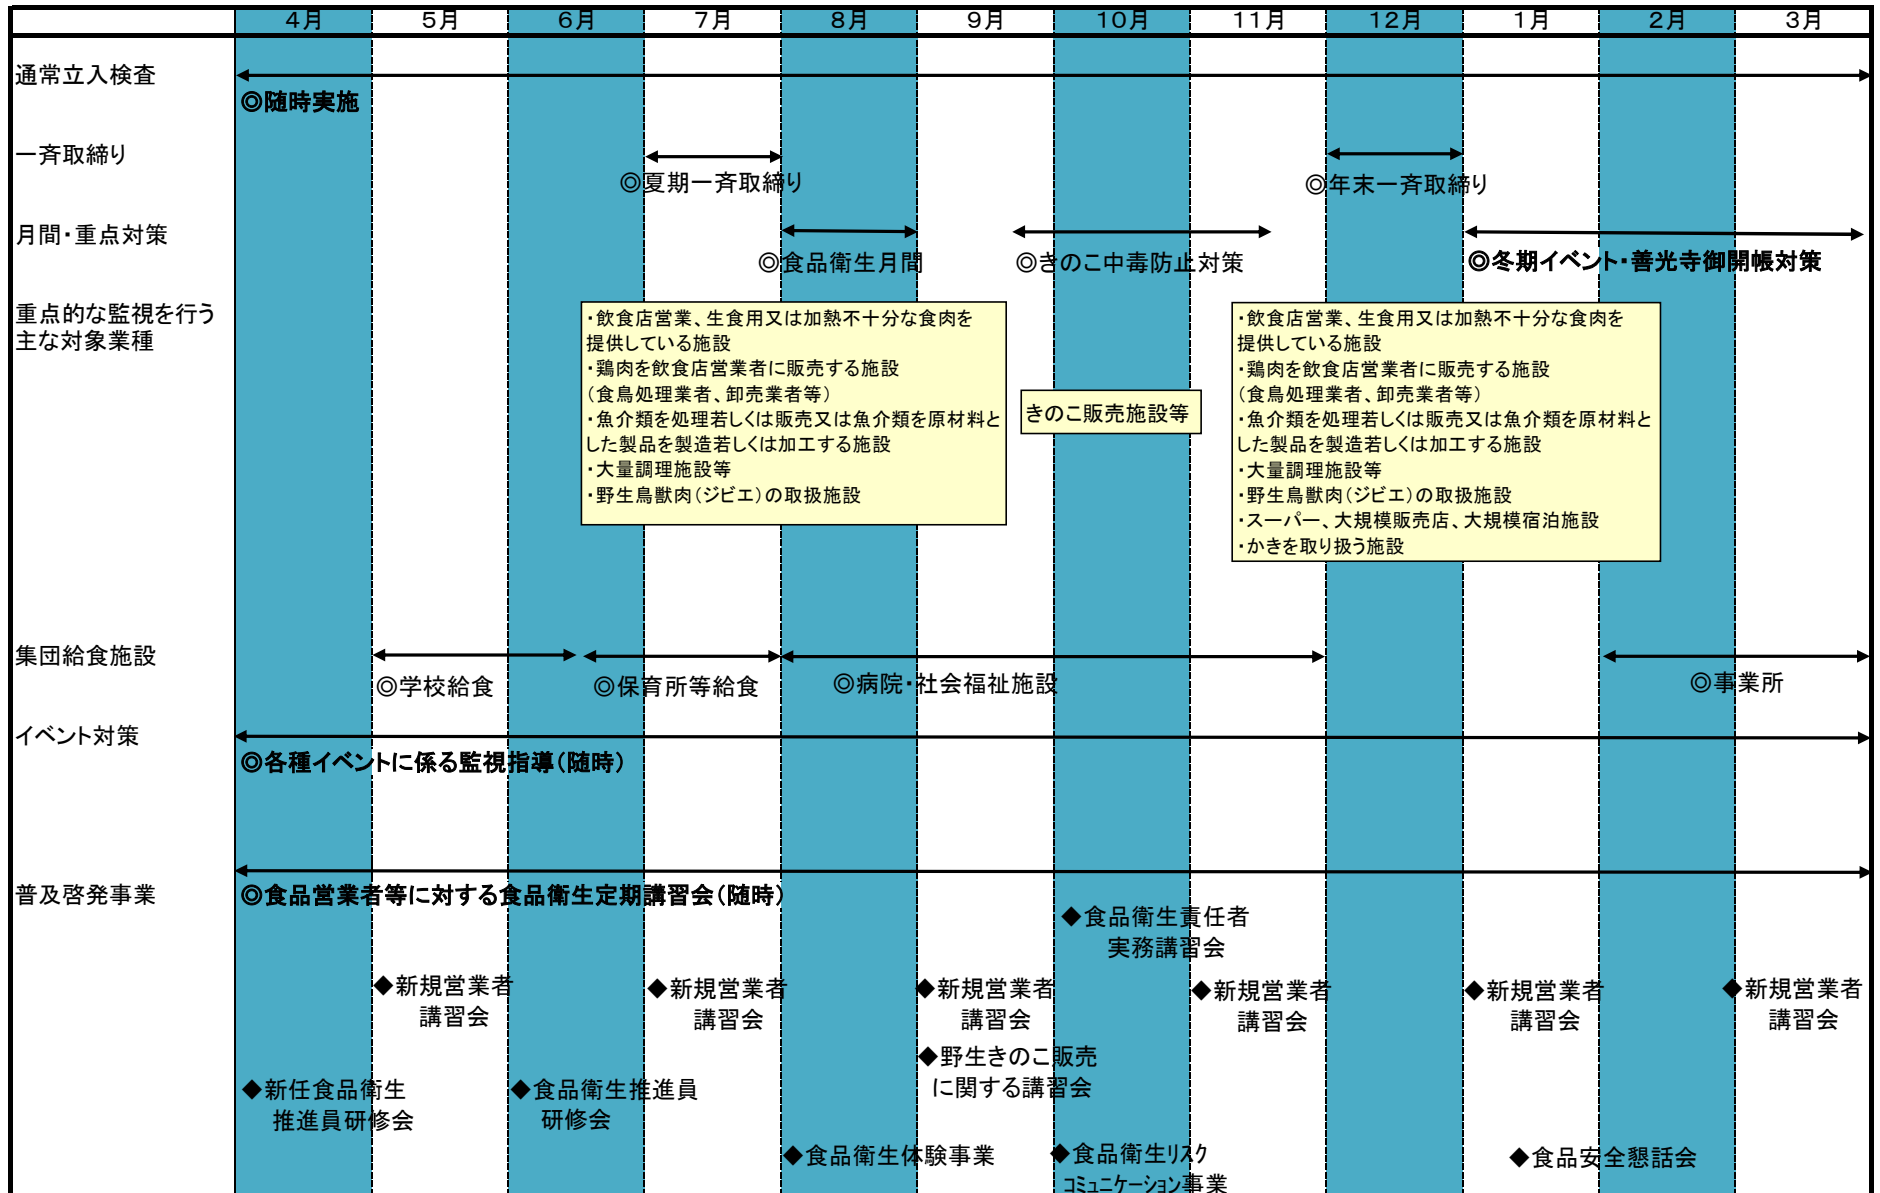 4月 5月 6月 7月 8月 9月 10月 11月 12月 1月 2月 3月
通常立入検査
◎随時実施
一斉取締り
◎夏期一斉取締り ◎年末一斉取締り
月間・重点対策
◎食品衛生月間 ◎きのこ中毒防止対策 ◎冬期イベント・善光寺御開帳対策
重点的な監視を行う
主な対象業種
・飲食店営業、生食用又は加熱不十分な食肉を
提供している施設
・鶏肉を飲食店営業者に販売する施設
(食鳥処理業者、卸売業者等)
・魚介類を処理若しくは販売又は魚介類を原材料と
した製品を製造若しくは加工する施設
・大量調理施設等
・野生鳥獣肉(ジビエ)の取扱施設
きのこ販売施設等
・飲食店営業、生食用又は加熱不十分な食肉を
提供している施設
・鶏肉を飲食店営業者に販売する施設
(食鳥処理業者、卸売業者等)
・魚介類を処理若しくは販売又は魚介類を原材料と
した製品を製造若しくは加工する施設
・大量調理施設等
・野生鳥獣肉(ジビエ)の取扱施設
・スーパー、大規模販売店、大規模宿泊施設
・かきを取り扱う施設
集団給食施設
◎学校給食 ◎保育所等給食 ◎病院・社会福祉施設 ◎事業所
イベント対策
◎各種イベントに係る監視指導(随時)
普及啓発事業
◎食品営業者等に対する食品衛生定期講習会(随時)
◆食品衛生責任者
実務講習会
◆新規営業者
講習会
◆新規営業者
講習会
◆新規営業者
講習会
◆新規営業者
講習会
◆新規営業者
講習会
◆新規営業者
講習会
◆野生きのこ販売
に関する講習会
◆新任食品衛生
推進員研修会
◆食品衛生推進員
研修会
◆食品衛生体験事業
◆食品衛生ﾘｽｸ
ｺﾐｭﾆｹｰｼｮﾝ事業
◆食品安全懇話会